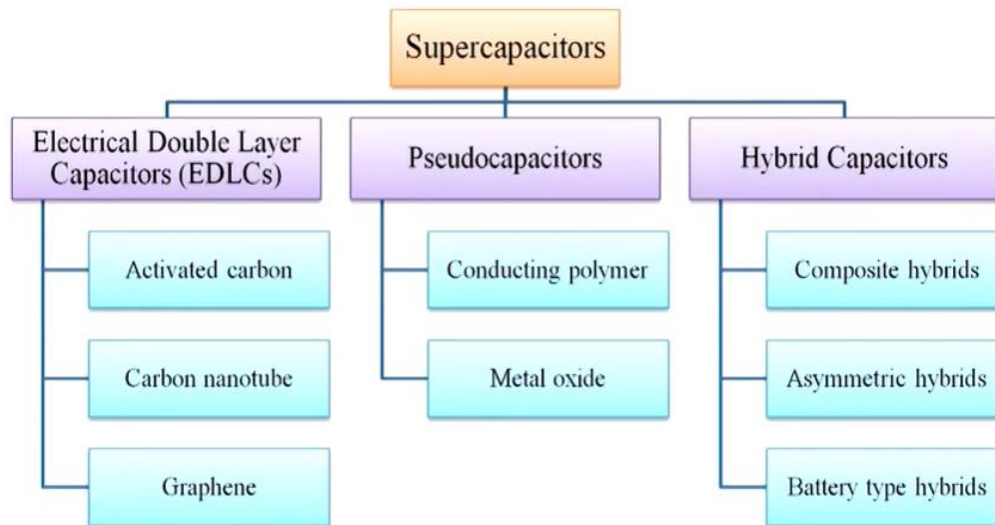 Supercapacitors
Electrical Double Layer
Capacitors (EDLCs)
Activated carbon
Carbon nanotube
Graphene
Pseudocapacitors
Conducting polymer
Metal oxide
Hybrid Capacitors
Composite hybrids
Asymmetric hybrids
Battery type hybrids